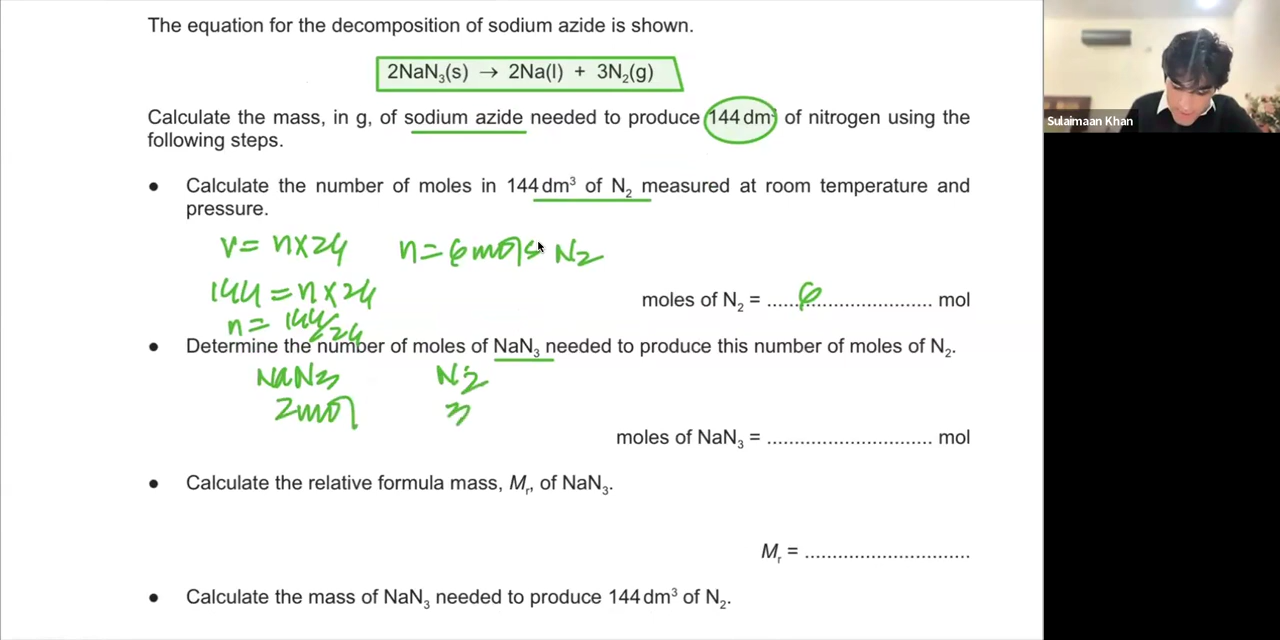 The equation for the decomposition of sodium azide is shown.
2NaN₃(s) → 2Na(l) + 3N₂(g)
Calculate the mass, in g, of sodium azide needed to produce 144 dm³ of nitrogen using the
following steps.
Sulaimaan Khan
• Calculate the number of moles in 144 dm³ of N₂ measured at room temperature and
pressure.
V = n×24 n = 6 mols N₂
144 = n × 24
moles of N₂ = ...... 6 ...................... mol
n = 144/24
• Determine the number of moles of NaN₃ needed to produce this number of moles of N₂.
NaN₃ N₂
2mol 3
moles of NaN₃ = .............................. mol
• Calculate the relative formula mass, Mᵣ, of NaN₃.
Mᵣ = ..............................
• Calculate the mass of NaN₃ needed to produce 144 dm³ of N₂.